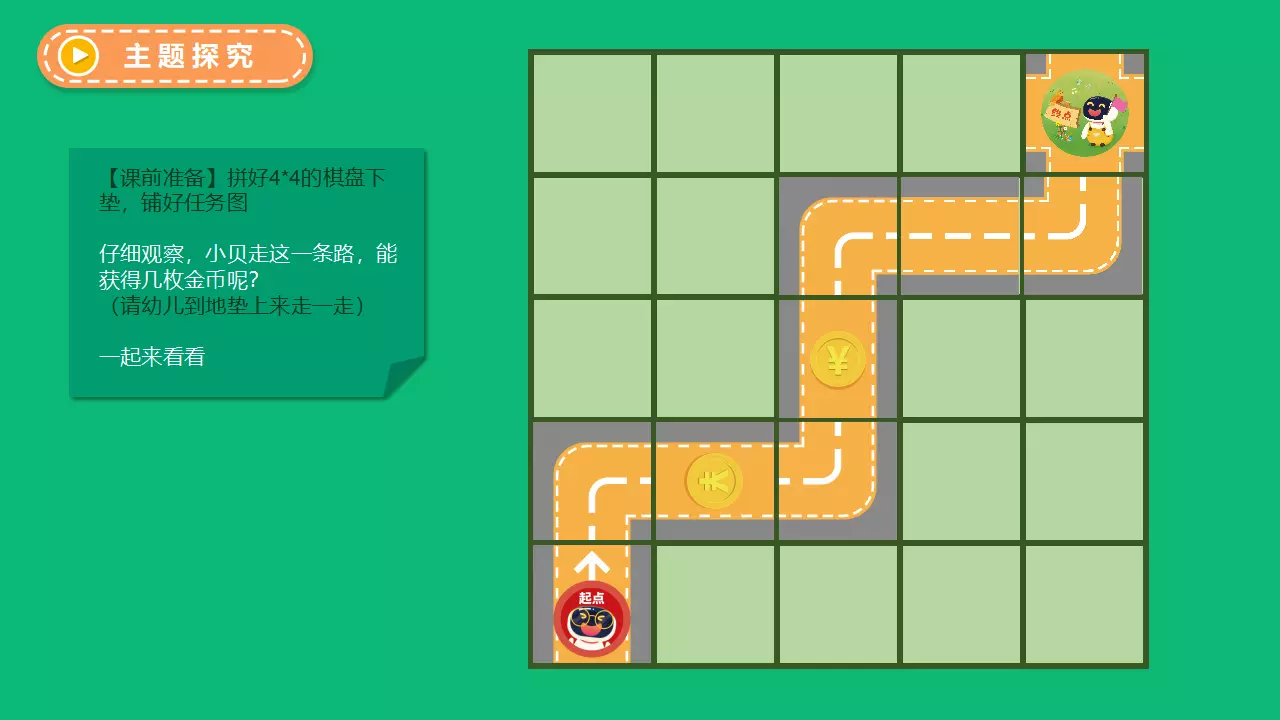 主题探究
【课前准备】拼好4*4的棋盘下
垫，铺好任务图
仔细观察，小贝走这一条路，能
获得几枚金币呢？
（请幼儿到地垫上来走一走）
一起来看看
终点
¥
¥
起点